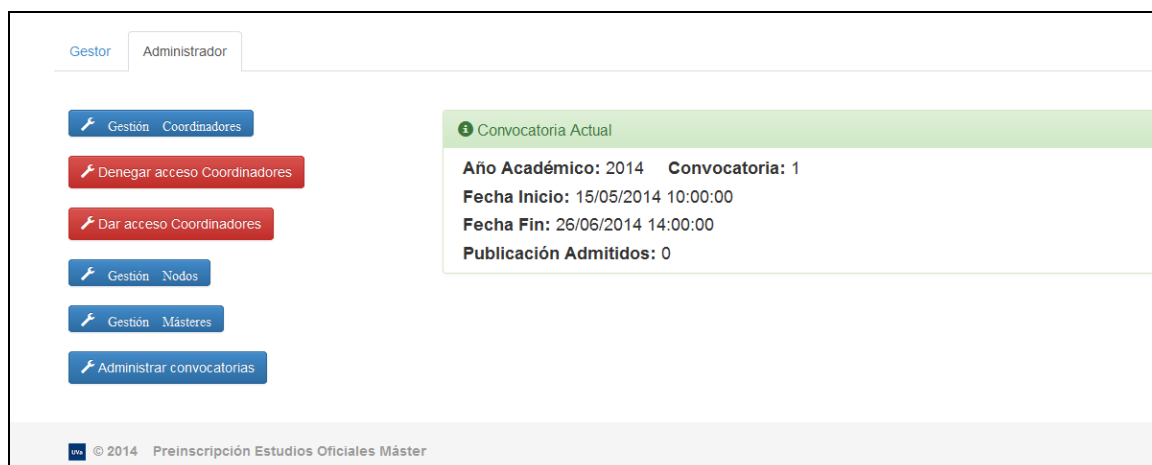 Gestor Administrador
Gestión Coordinadores
Denegar acceso Coordinadores
Dar acceso Coordinadores
Gestión Nodos
Gestión Másteres
Administrar convocatorias
Convocatoria Actual
Año Académico: 2014 Convocatoria: 1
Fecha Inicio: 15/05/2014 10:00:00
Fecha Fin: 26/06/2014 14:00:00
Publicación Admitidos: 0
UVa © 2014 Preinscripción Estudios Oficiales Máster